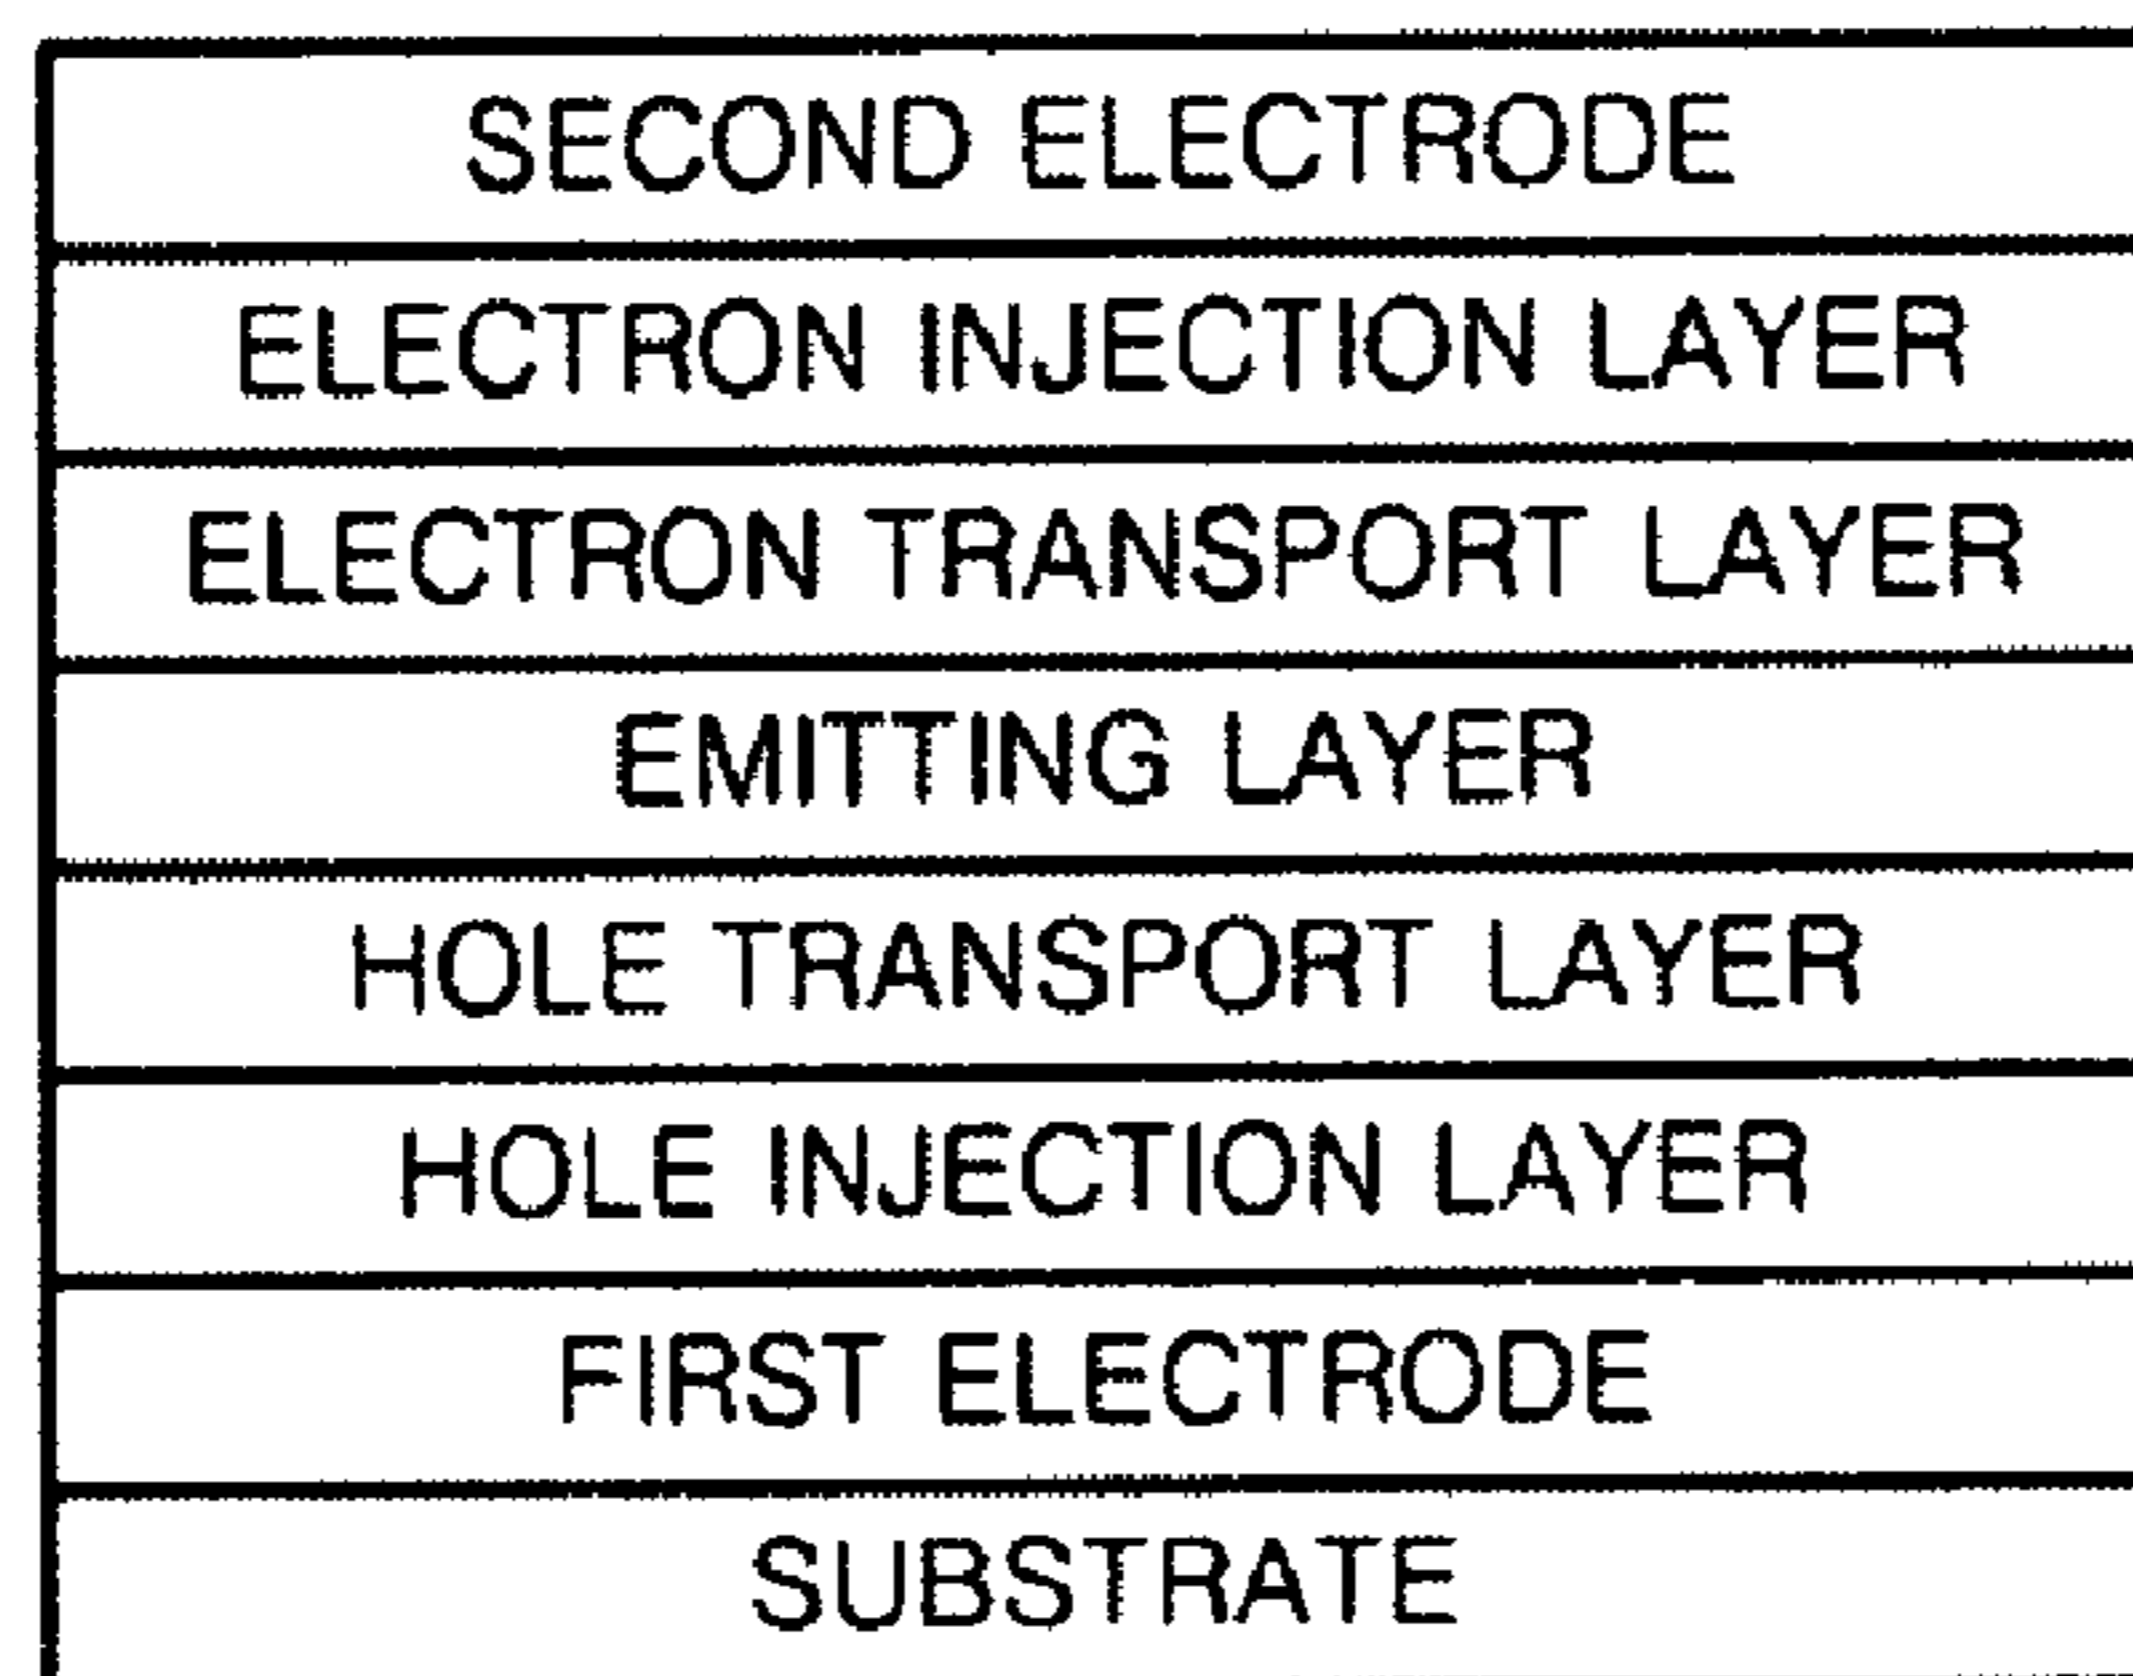 SECOND ELECTRODE
ELECTRON INJECTION LAYER
ELECTRON TRANSPORT LAYER
EMITTING LAYER
HOLE TRANSPORT LAYER
HOLE INJECTION LAYER
FIRST ELECTRODE
SUBSTRATE